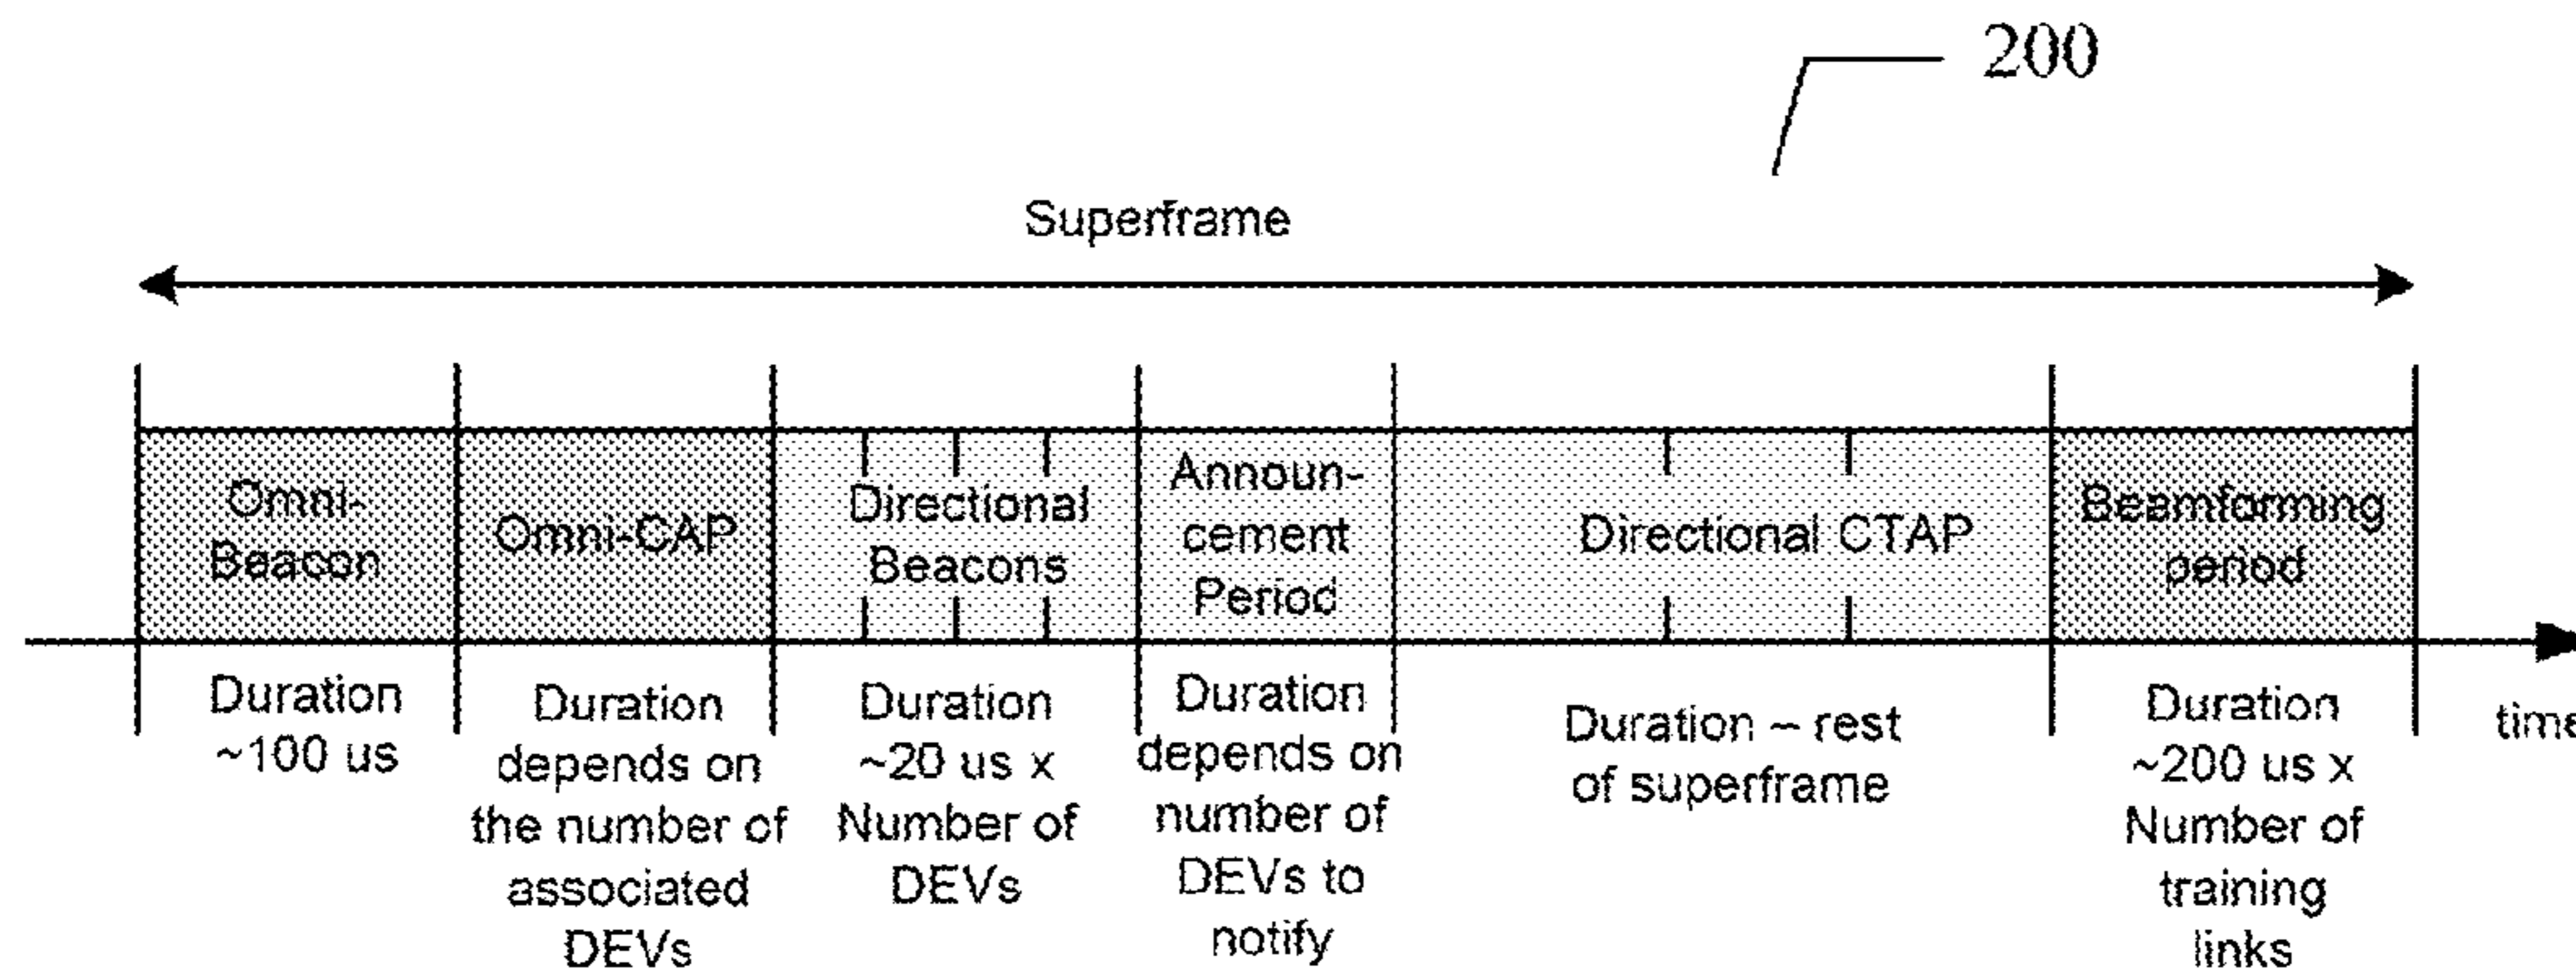 200
Superframe
Omni-
Beacon
Omni-CAP
Directional
Beacons
Announ-
cement
Period
Directional CTAP
Beamforming
period
Duration
~100 us
Duration
depends on
the number of
associated
DEVs
Duration
~20 us x
Number of
DEVs
Duration
depends on
number of
DEVs to
notify
Duration – rest
of superframe
Duration
~200 us x
Number of
training
links
time